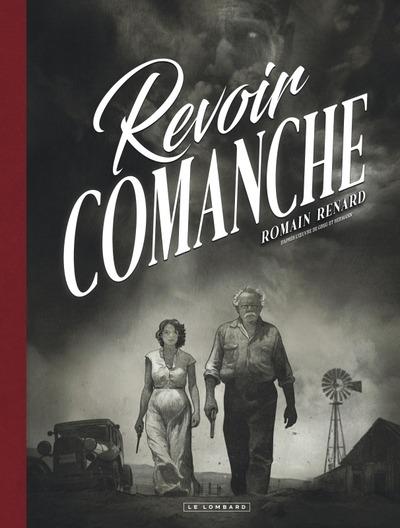 Revoir
COMANCHE
ROMAIN RENARD
D'APRÈS L'ŒUVRE DE GREG ET HERMANN
LE LOMBARD